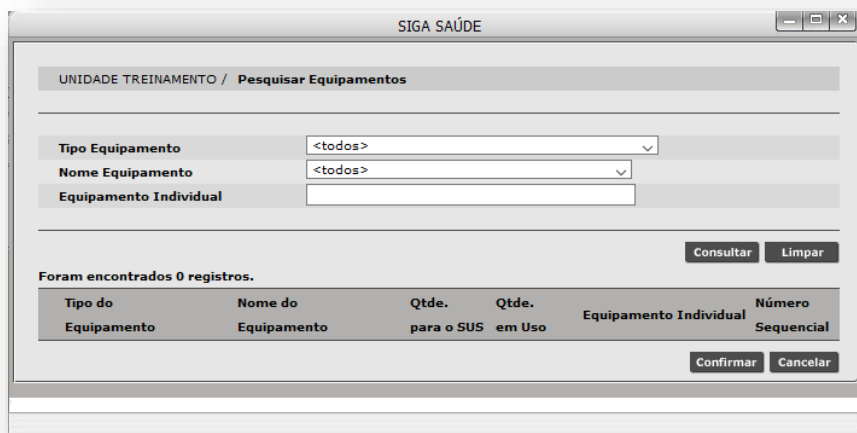 SIGA SAÚDE
UNIDADE TREINAMENTO / Pesquisar Equipamentos
Tipo Equipamento <todos>
Nome Equipamento <todos>
Equipamento Individual
Consultar Limpar
Foram encontrados 0 registros.
Tipo do Nome do Qtde. Qtde. Equipamento Individual Número
Equipamento Equipamento para o SUS em Uso Sequencial
Confirmar Cancelar